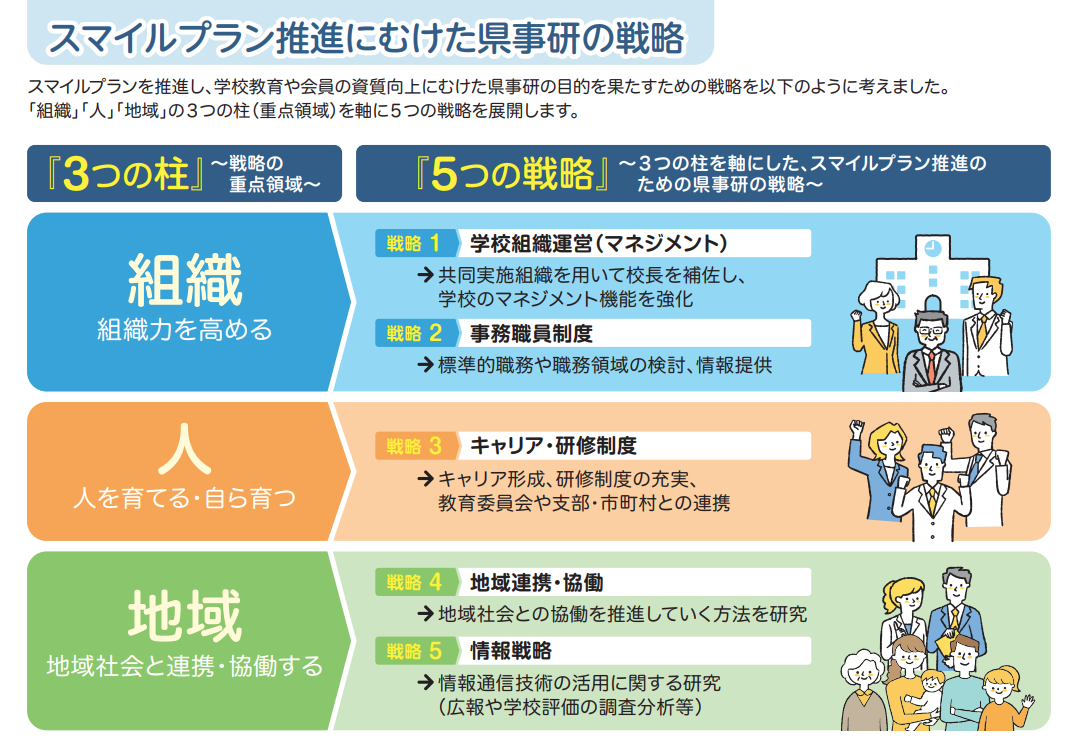 スマイルプラン推進にむけた県事研の戦略
スマイルプランを推進し、学校教育や会員の資質向上にむけた県事研の目的を果たすための戦略を以下のように考えました。
「組織」「人」「地域」の3つの柱(重点領域)を軸に5つの戦略を展開します。
『3つの柱』～戦略の
重点領域～
『5つの戦略』～3つの柱を軸にした、スマイルプラン推進の
ための県事研の戦略～
組織
組織力を高める
戦略 1 学校組織運営(マネジメント)
→共同実施組織を用いて校長を補佐し、
学校のマネジメント機能を強化
戦略 2 事務職員制度
→標準的職務や職務領域の検討、情報提供
人
人を育てる・自ら育つ
戦略 3 キャリア・研修制度
→キャリア形成、研修制度の充実、
教育委員会や支部・市町村との連携
地域
地域社会と連携・協働する
戦略 4 地域連携・協働
→地域社会との協働を推進していく方法を研究
戦略 5 情報戦略
→情報通信技術の活用に関する研究
(広報や学校評価の調査分析等)